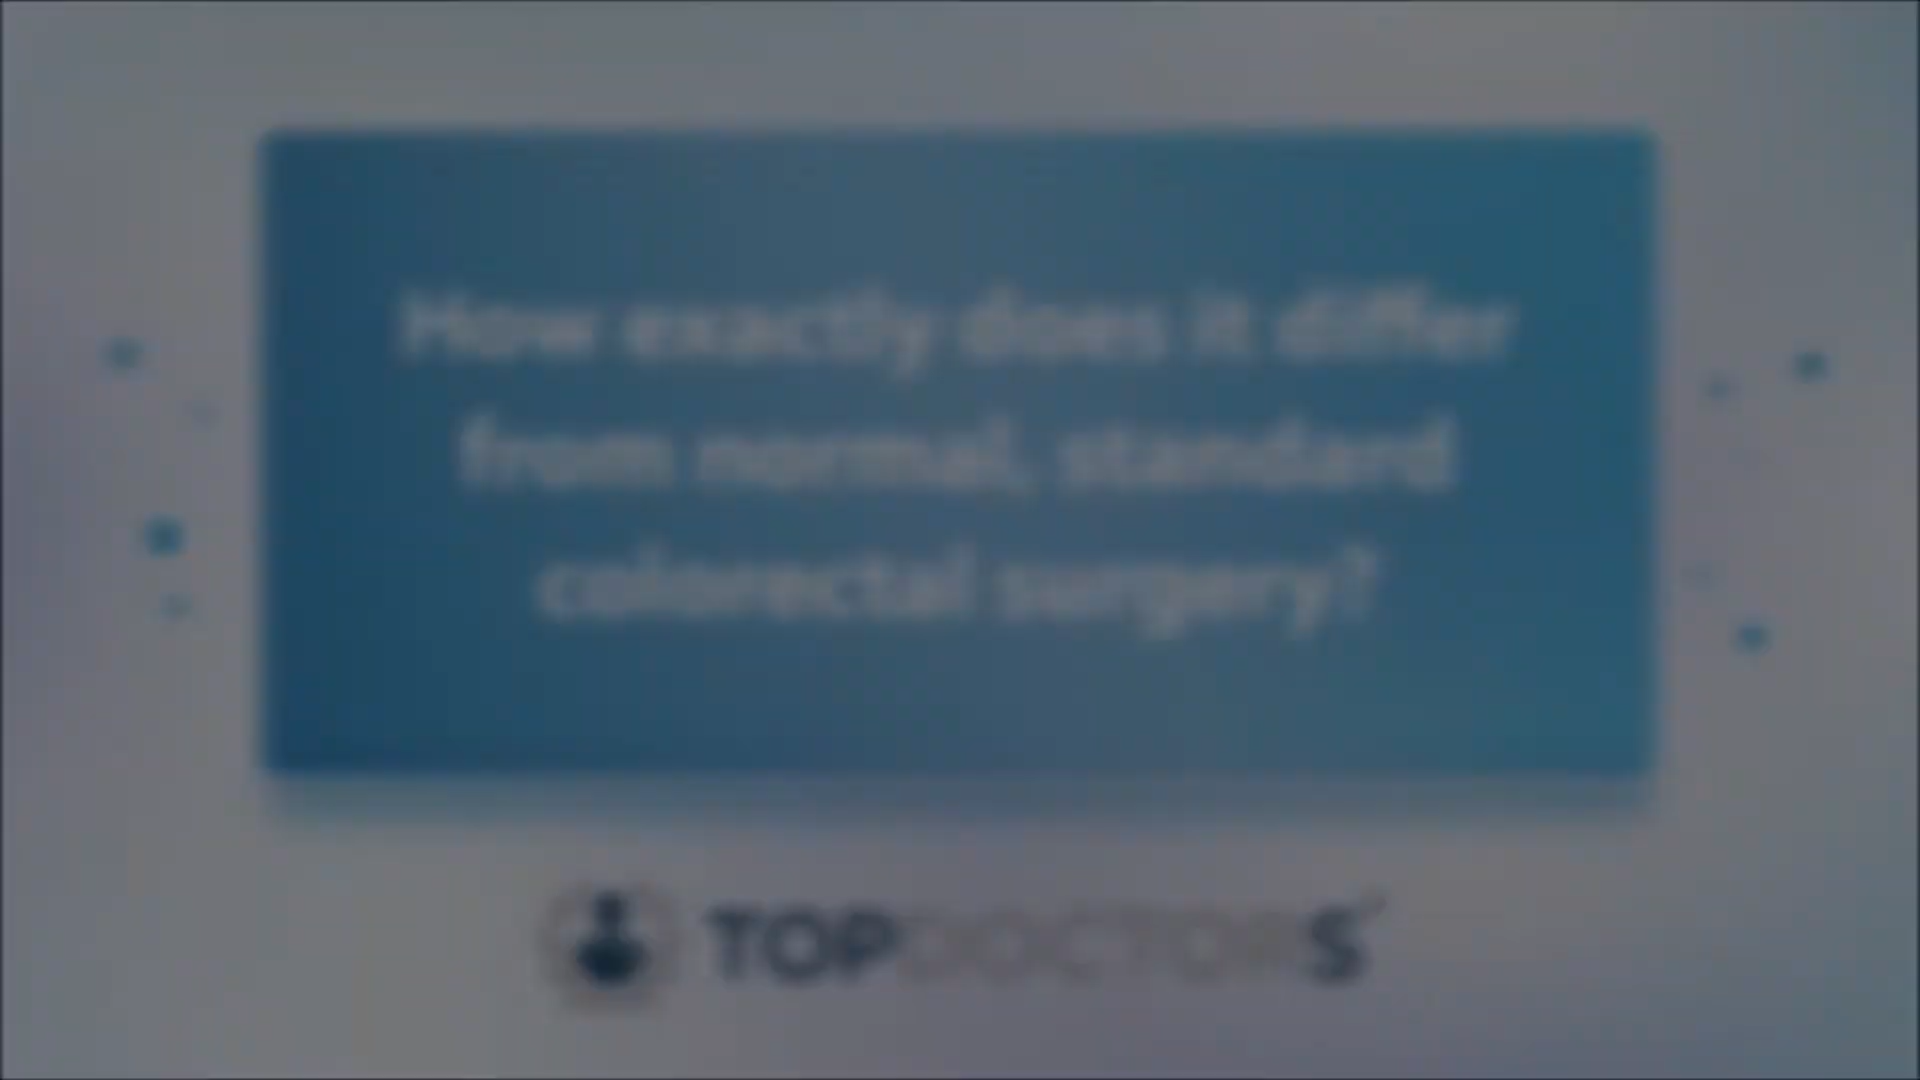 How exactly does it differ
from normal, standard
colorectal surgery?
TOPDOCTORS